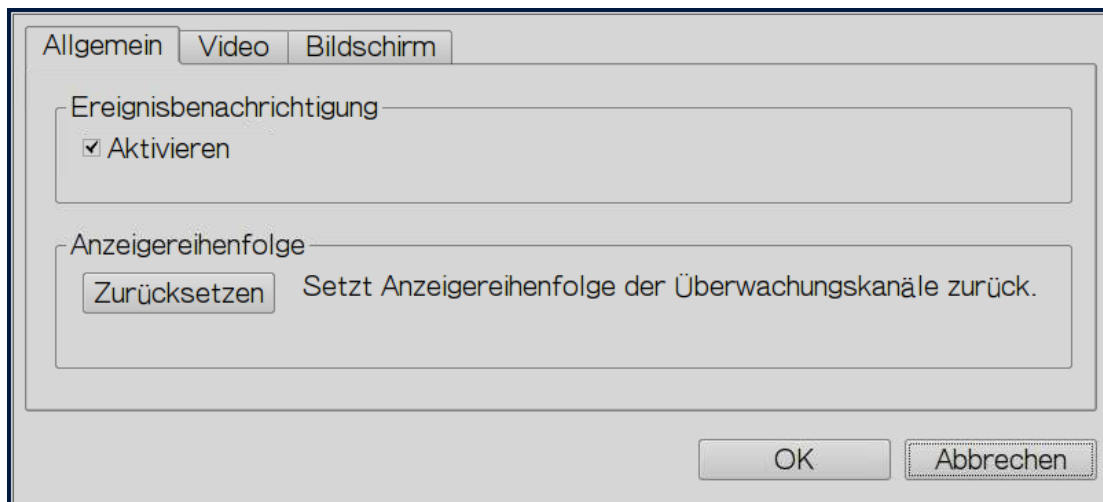 Allgemein Video Bildschirm
Ereignisbenachrichtigung
Aktivieren
Anzeigereihenfolge
Zurücksetzen Setzt Anzeigereihenfolge der Überwachungskanäle zurück.
OK Abbrechen